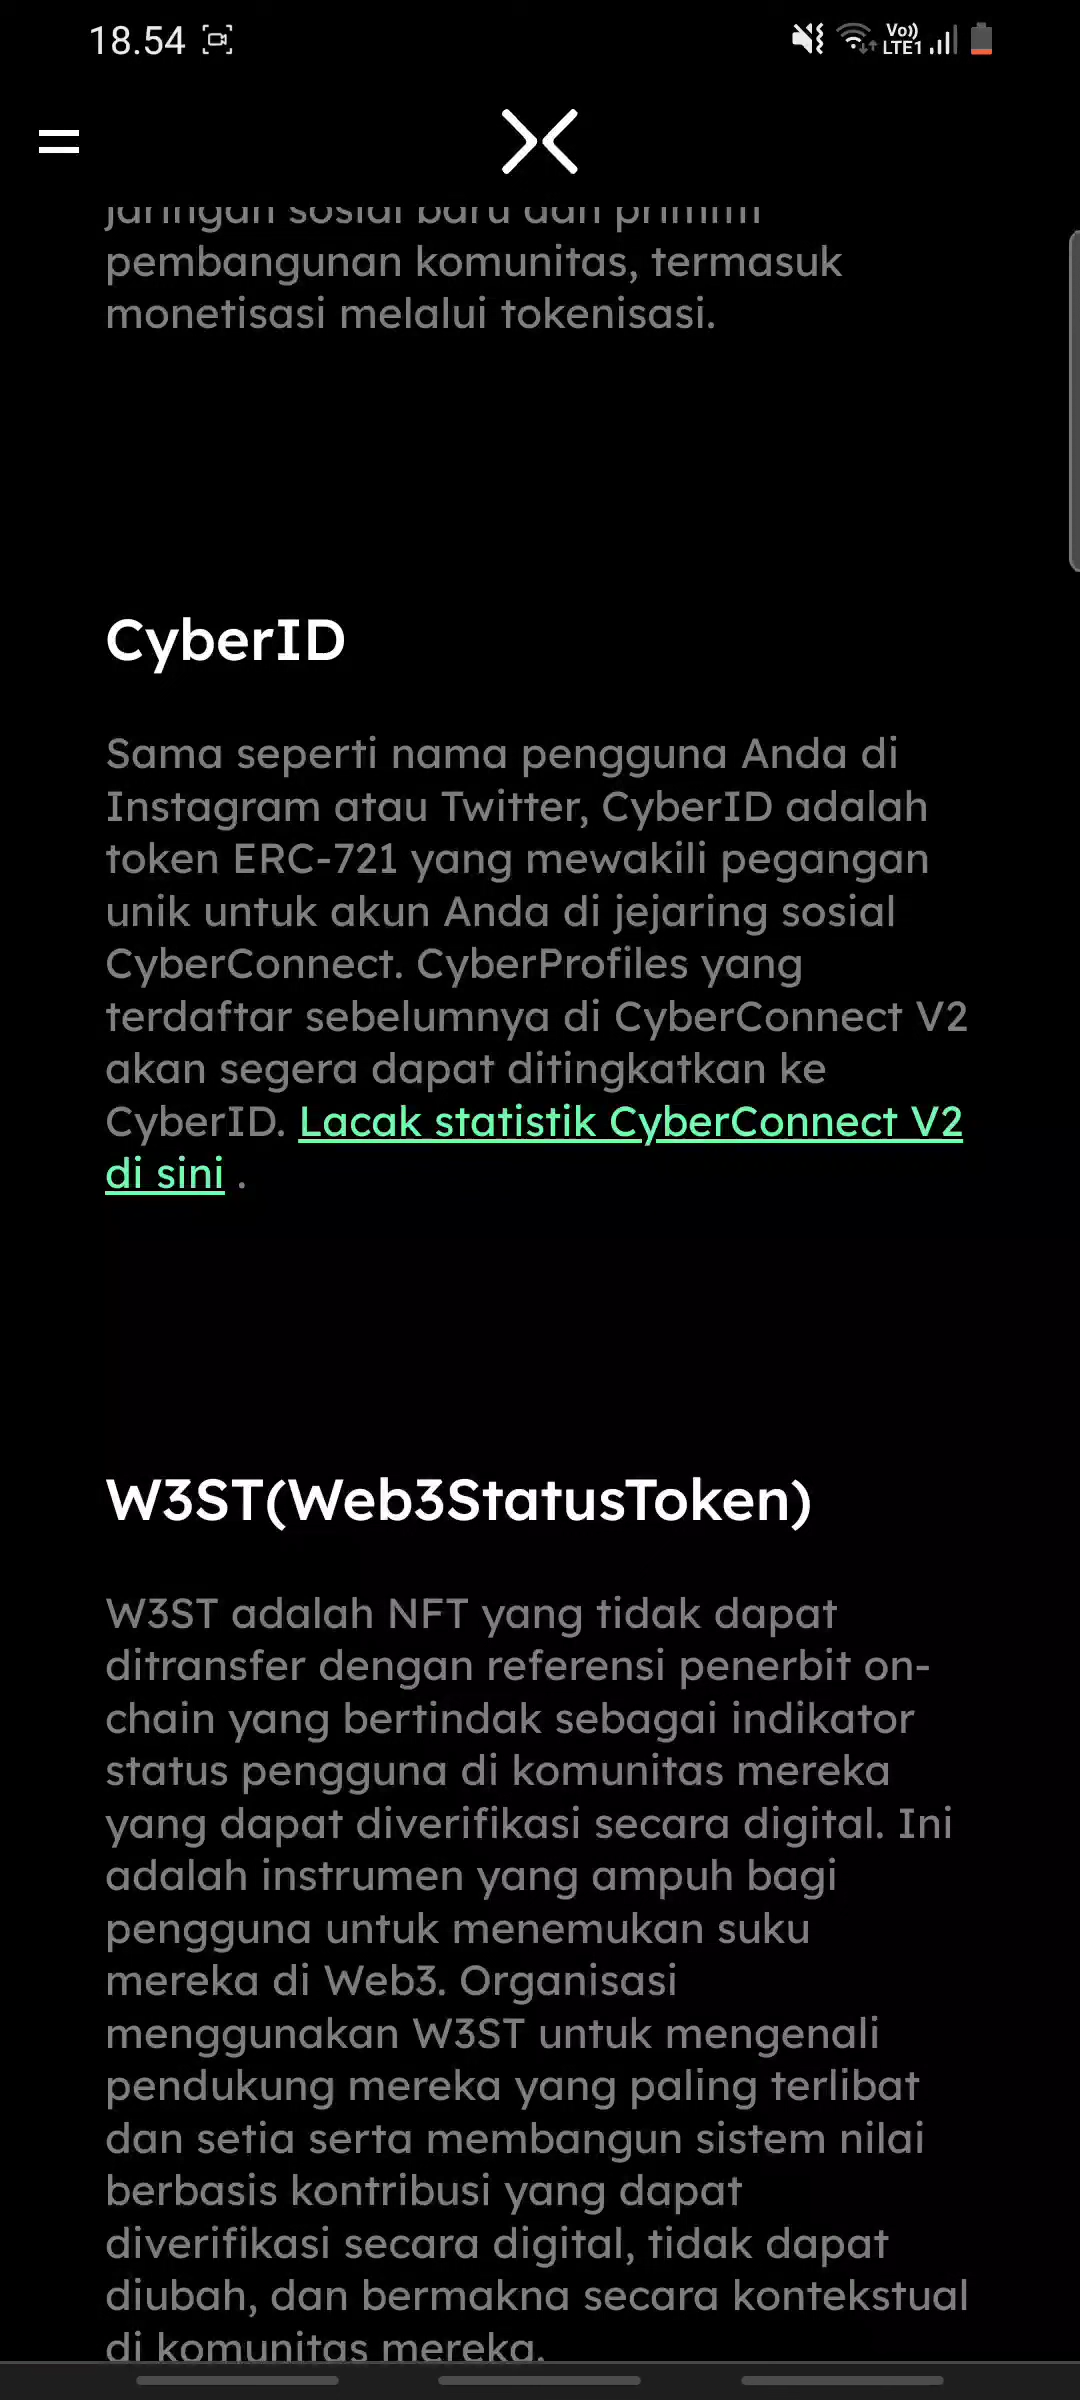 18.54
Vo))
LTE1
jaringan sosial baru dan primitif
pembangunan komunitas, termasuk
monetisasi melalui tokenisasi.
CyberID
Sama seperti nama pengguna Anda di
Instagram atau Twitter, CyberID adalah
token ERC-721 yang mewakili pegangan
unik untuk akun Anda di jejaring sosial
CyberConnect. CyberProfiles yang
terdaftar sebelumnya di CyberConnect V2
akan segera dapat ditingkatkan ke
CyberID. Lacak statistik CyberConnect V2
di sini .
W3ST(Web3StatusToken)
W3ST adalah NFT yang tidak dapat
ditransfer dengan referensi penerbit on-
chain yang bertindak sebagai indikator
status pengguna di komunitas mereka
yang dapat diverifikasi secara digital. Ini
adalah instrumen yang ampuh bagi
pengguna untuk menemukan suku
mereka di Web3. Organisasi
menggunakan W3ST untuk mengenali
pendukung mereka yang paling terlibat
dan setia serta membangun sistem nilai
berbasis kontribusi yang dapat
diverifikasi secara digital, tidak dapat
diubah, dan bermakna secara kontekstual
di komunitas mereka.